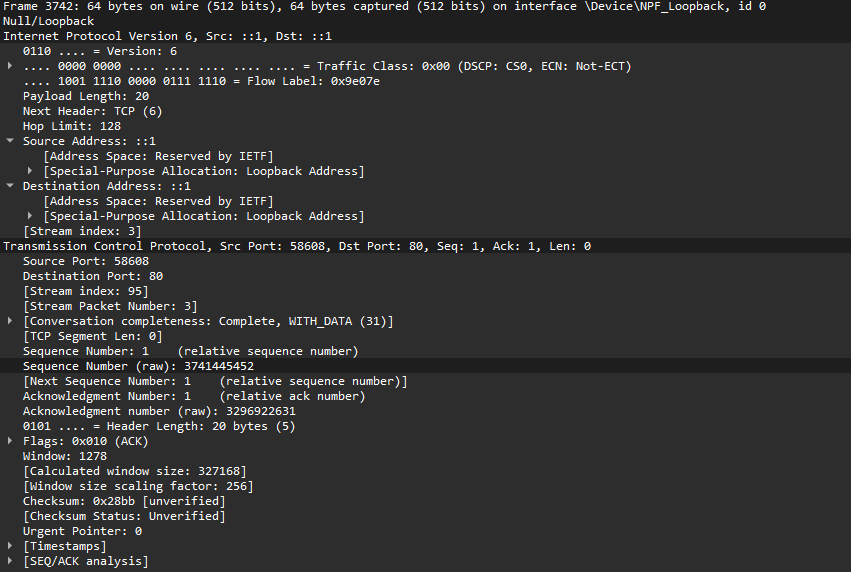 Frame 3742: 64 bytes on wire (512 bits), 64 bytes captured (512 bits) on interface \Device\NPF_Loopback, id 0
Null/Loopback
Internet Protocol Version 6, Src: ::1, Dst: ::1
0110 .... = Version: 6
.... 0000 0000 .... .... .... .... .... = Traffic Class: 0x00 (DSCP: CS0, ECN: Not-ECT)
.... 1001 1110 0000 0111 1110 = Flow Label: 0x9e07e
Payload Length: 20
Next Header: TCP (6)
Hop Limit: 128
Source Address: ::1
[Address Space: Reserved by IETF]
[Special-Purpose Allocation: Loopback Address]
Destination Address: ::1
[Address Space: Reserved by IETF]
[Special-Purpose Allocation: Loopback Address]
[Stream index: 3]
Transmission Control Protocol, Src Port: 58608, Dst Port: 80, Seq: 1, Ack: 1, Len: 0
Source Port: 58608
Destination Port: 80
[Stream index: 95]
[Stream Packet Number: 3]
[Conversation completeness: Complete, WITH_DATA (31)]
[TCP Segment Len: 0]
Sequence Number: 1    (relative sequence number)
Sequence Number (raw): 3741445452
[Next Sequence Number: 1    (relative sequence number)]
Acknowledgment Number: 1    (relative ack number)
Acknowledgment number (raw): 3296922631
0101 .... = Header Length: 20 bytes (5)
Flags: 0x010 (ACK)
Window: 1278
[Calculated window size: 327168]
[Window size scaling factor: 256]
Checksum: 0x28bb [unverified]
[Checksum Status: Unverified]
Urgent Pointer: 0
[Timestamps]
[SEQ/ACK analysis]